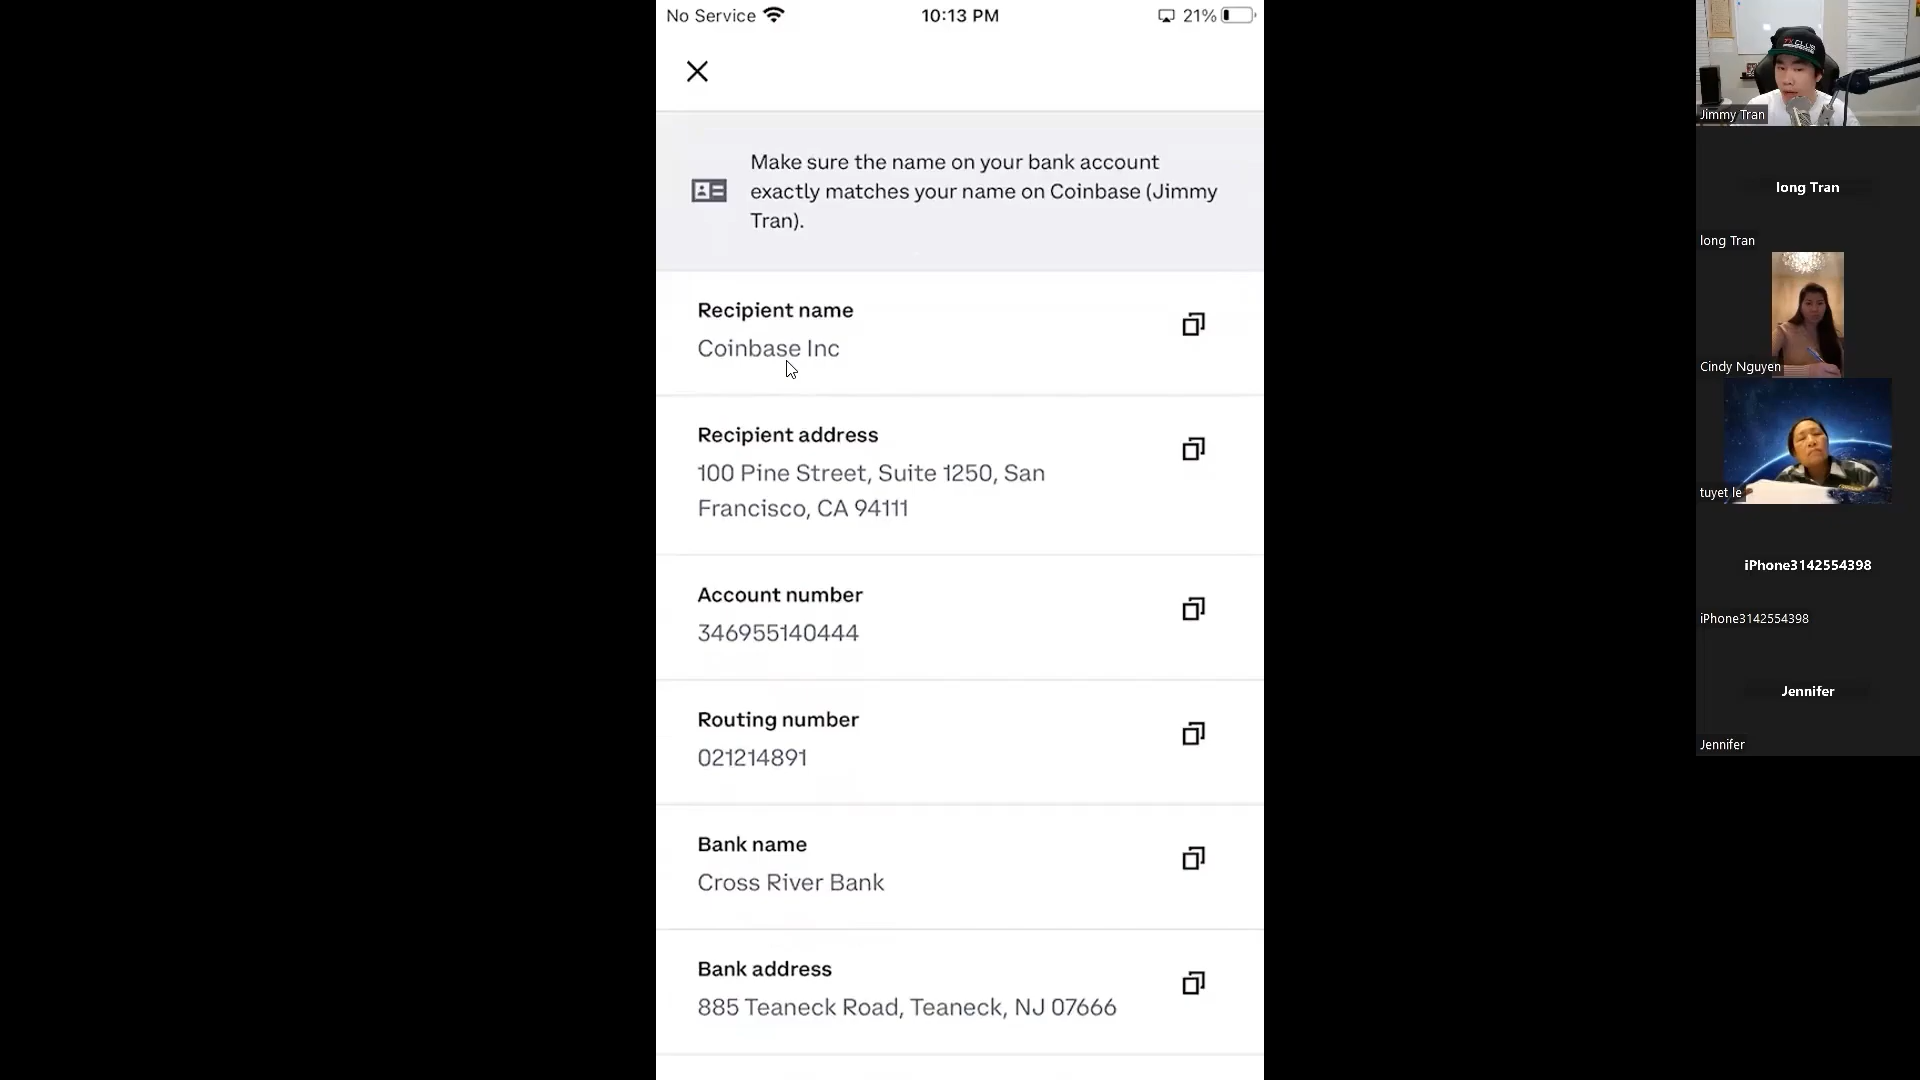 No Service
10:13 PM
21%
Make sure the name on your bank account
exactly matches your name on Coinbase (Jimmy
Tran).
Recipient name
Coinbase Inc
Recipient address
100 Pine Street, Suite 1250, San
Francisco, CA 94111
Account number
346955140444
Routing number
021214891
Bank name
Cross River Bank
Bank address
885 Teaneck Road, Teaneck, NJ 07666
Jimmy Tran
long Tran
long Tran
Cindy Nguyen
tuyet le
iPhone3142554398
iPhone3142554398
Jennifer
Jennifer